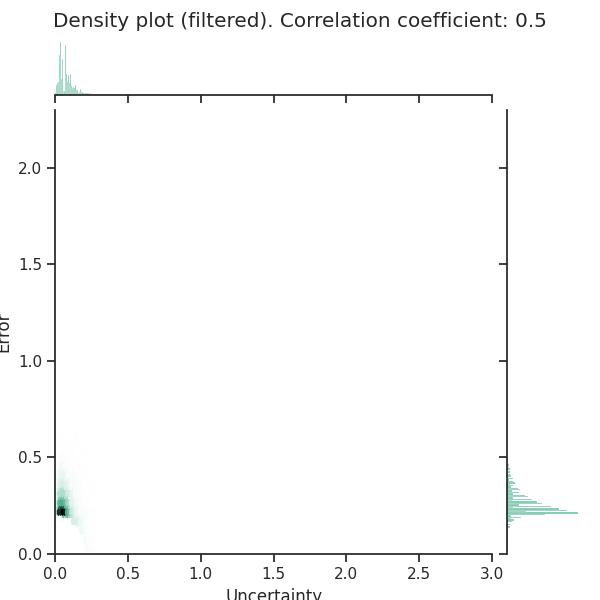 Density plot (filtered). Correlation coefficient: 0.5
2.0
1.5
Error
1.0
0.5
0.0
0.0 0.5 1.0 1.5 2.0 2.5 3.0
Uncertainty